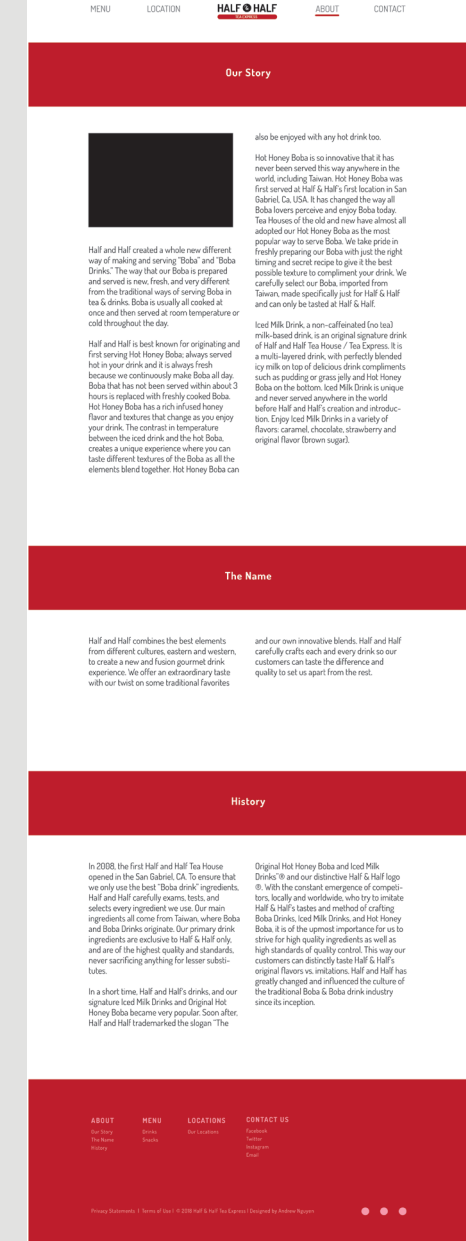 MENU
LOCATION
HALF & HALF
TEA EXPRESS
ABOUT
CONTACT
Our Story
Half and Half created a whole new different
way of making and serving "Boba" and "Boba
Drinks." The way that our Boba is prepared
and served is new, fresh, and very different
from the traditional ways of serving Boba in
tea & drinks. Boba is usually all cooked at
once and then served at room temperature or
cold throughout the day.
Half and Half is best known for originating and
first serving Hot Honey Boba; always served
hot in your drink and it is always fresh
because we continuously make Boba all day.
Boba that has not been served within about 3
hours is replaced with freshly cooked Boba.
Hot Honey Boba has a rich infused honey
flavor and textures that change as you enjoy
your drink. The contrast in temperature
between the iced drink and the hot Boba,
creates a unique experience where you can
taste different textures of the Boba as all the
elements blend together. Hot Honey Boba can
also be enjoyed with any hot drink too.
Hot Honey Boba is so innovative that it has
never been served this way anywhere in the
world, including Taiwan. Hot Honey Boba was
first served at Half & Half's first location in San
Gabriel, Ca, USA. It has changed the way all
Boba lovers perceive and enjoy Boba today.
Tea Houses of the old and new have almost all
adopted our Hot Honey Boba as the most
popular way to serve Boba. We take pride in
freshly preparing our Boba with just the right
timing and secret recipe to give it the best
possible texture to compliment your drink. We
carefully select our Boba, imported from
Taiwan, made specifically just for Half & Half
and can only be tasted at Half & Half.
Iced Milk Drink, a non-caffeinated (no tea)
milk-based drink, is an original signature drink
of Half and Half Tea House / Tea Express. It is
a multi-layered drink, with perfectly blended
icy milk on top of delicious drink compliments
such as pudding or grass jelly and Hot Honey
Boba on the bottom. Iced Milk Drink is unique
and never served anywhere in the world
before Half and Half's creation and introduc-
tion. Enjoy Iced Milk Drinks in a variety of
flavors: caramel, chocolate, strawberry and
original flavor (brown sugar).
The Name
Half and Half combines the best elements
from different cultures, eastern and western,
to create a new and fusion gourmet drink
experience. We offer an extraordinary taste
with our twist on some traditional favorites
and our own innovative blends. Half and Half
carefully crafts each and every drink so our
customers can taste the difference and
quality to set us apart from the rest.
History
In 2008, the first Half and Half Tea House
opened in the San Gabriel, CA. To ensure that
we only use the best "Boba drink" ingredients,
Half and Half carefully exams, tests, and
selects every ingredient we use. Our main
ingredients all come from Taiwan, where Boba
and Boba Drinks originate. Our primary drink
ingredients are exclusive to Half & Half only,
and are of the highest quality and standards,
never sacrificing anything for lesser substi-
tutes.
In a short time, Half and Half's drinks, and our
signature Iced Milk Drinks and Original Hot
Honey Boba became very popular. Soon after,
Half and Half trademarked the slogan "The
Original Hot Honey Boba and Iced Milk
Drinks"® and our distinctive Half & Half logo
®. With the constant emergence of competi-
tors, locally and worldwide, who try to imitate
Half & Half's tastes and method of crafting
Boba Drinks, Iced Milk Drinks, and Hot Honey
Boba, it is of the upmost importance for us to
strive for high quality ingredients as well as
high standards of quality control. This way our
customers can distinctly taste Half & Half's
original flavors vs. imitations. Half and Half has
greatly changed and influenced the culture of
the traditional Boba & Boba drink industry
since its inception.
ABOUT
Our Story
The Name
History
MENU
Drinks
Snacks
LOCATIONS
Our Locations
CONTACT US
Facebook
Twitter
Instagram
Email
Privacy Statements | Terms of Use | © 2018 Half & Half Tea Express | Designed by Andrew Nguyen